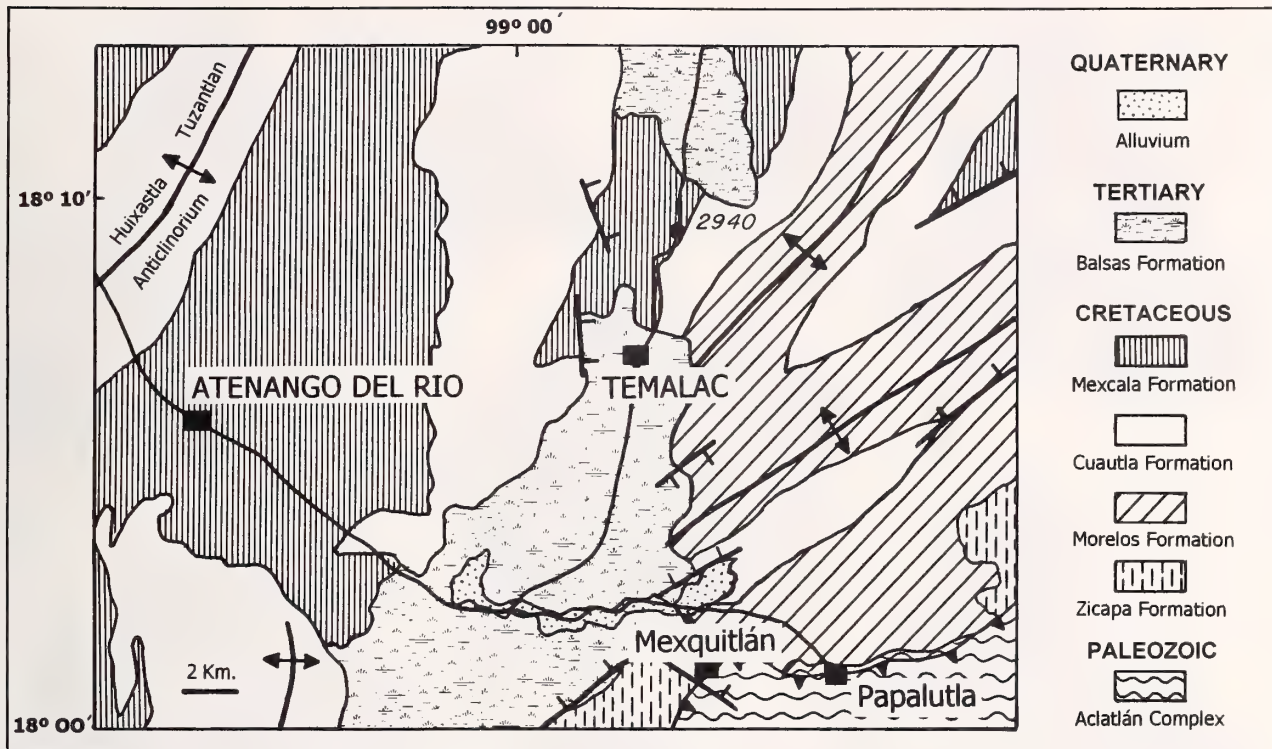 99º 00´
18º 10´
18º 00´
Huixastla Tuzantlan
Anticlinorium
2940
ATENANGO DEL RIO
TEMALAC
Mexquitlán
Papalutla
2 Km.
QUATERNARY
Alluvium
TERTIARY
Balsas Formation
CRETACEOUS
Mexcala Formation
Cuautla Formation
Morelos Formation
Zicapa Formation
PALEOZOIC
Aclatlán Complex